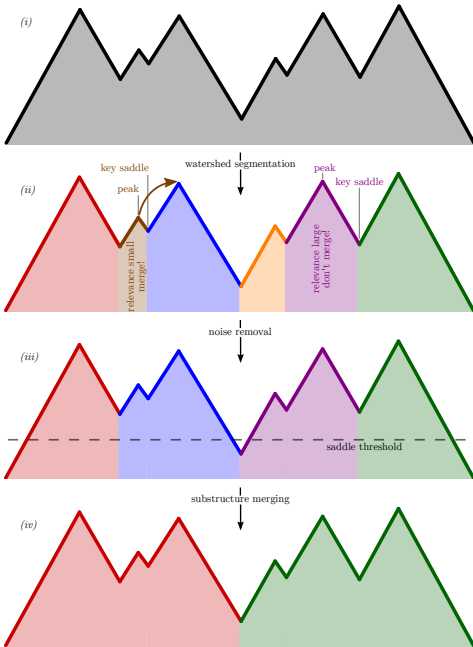 (i)
watershed segmentation
key saddle
peak
peak
key saddle
(ii)
relevance small
merge!
relevance large
don't merge!
noise removal
(iii)
saddle threshold
substructure merging
(iv)